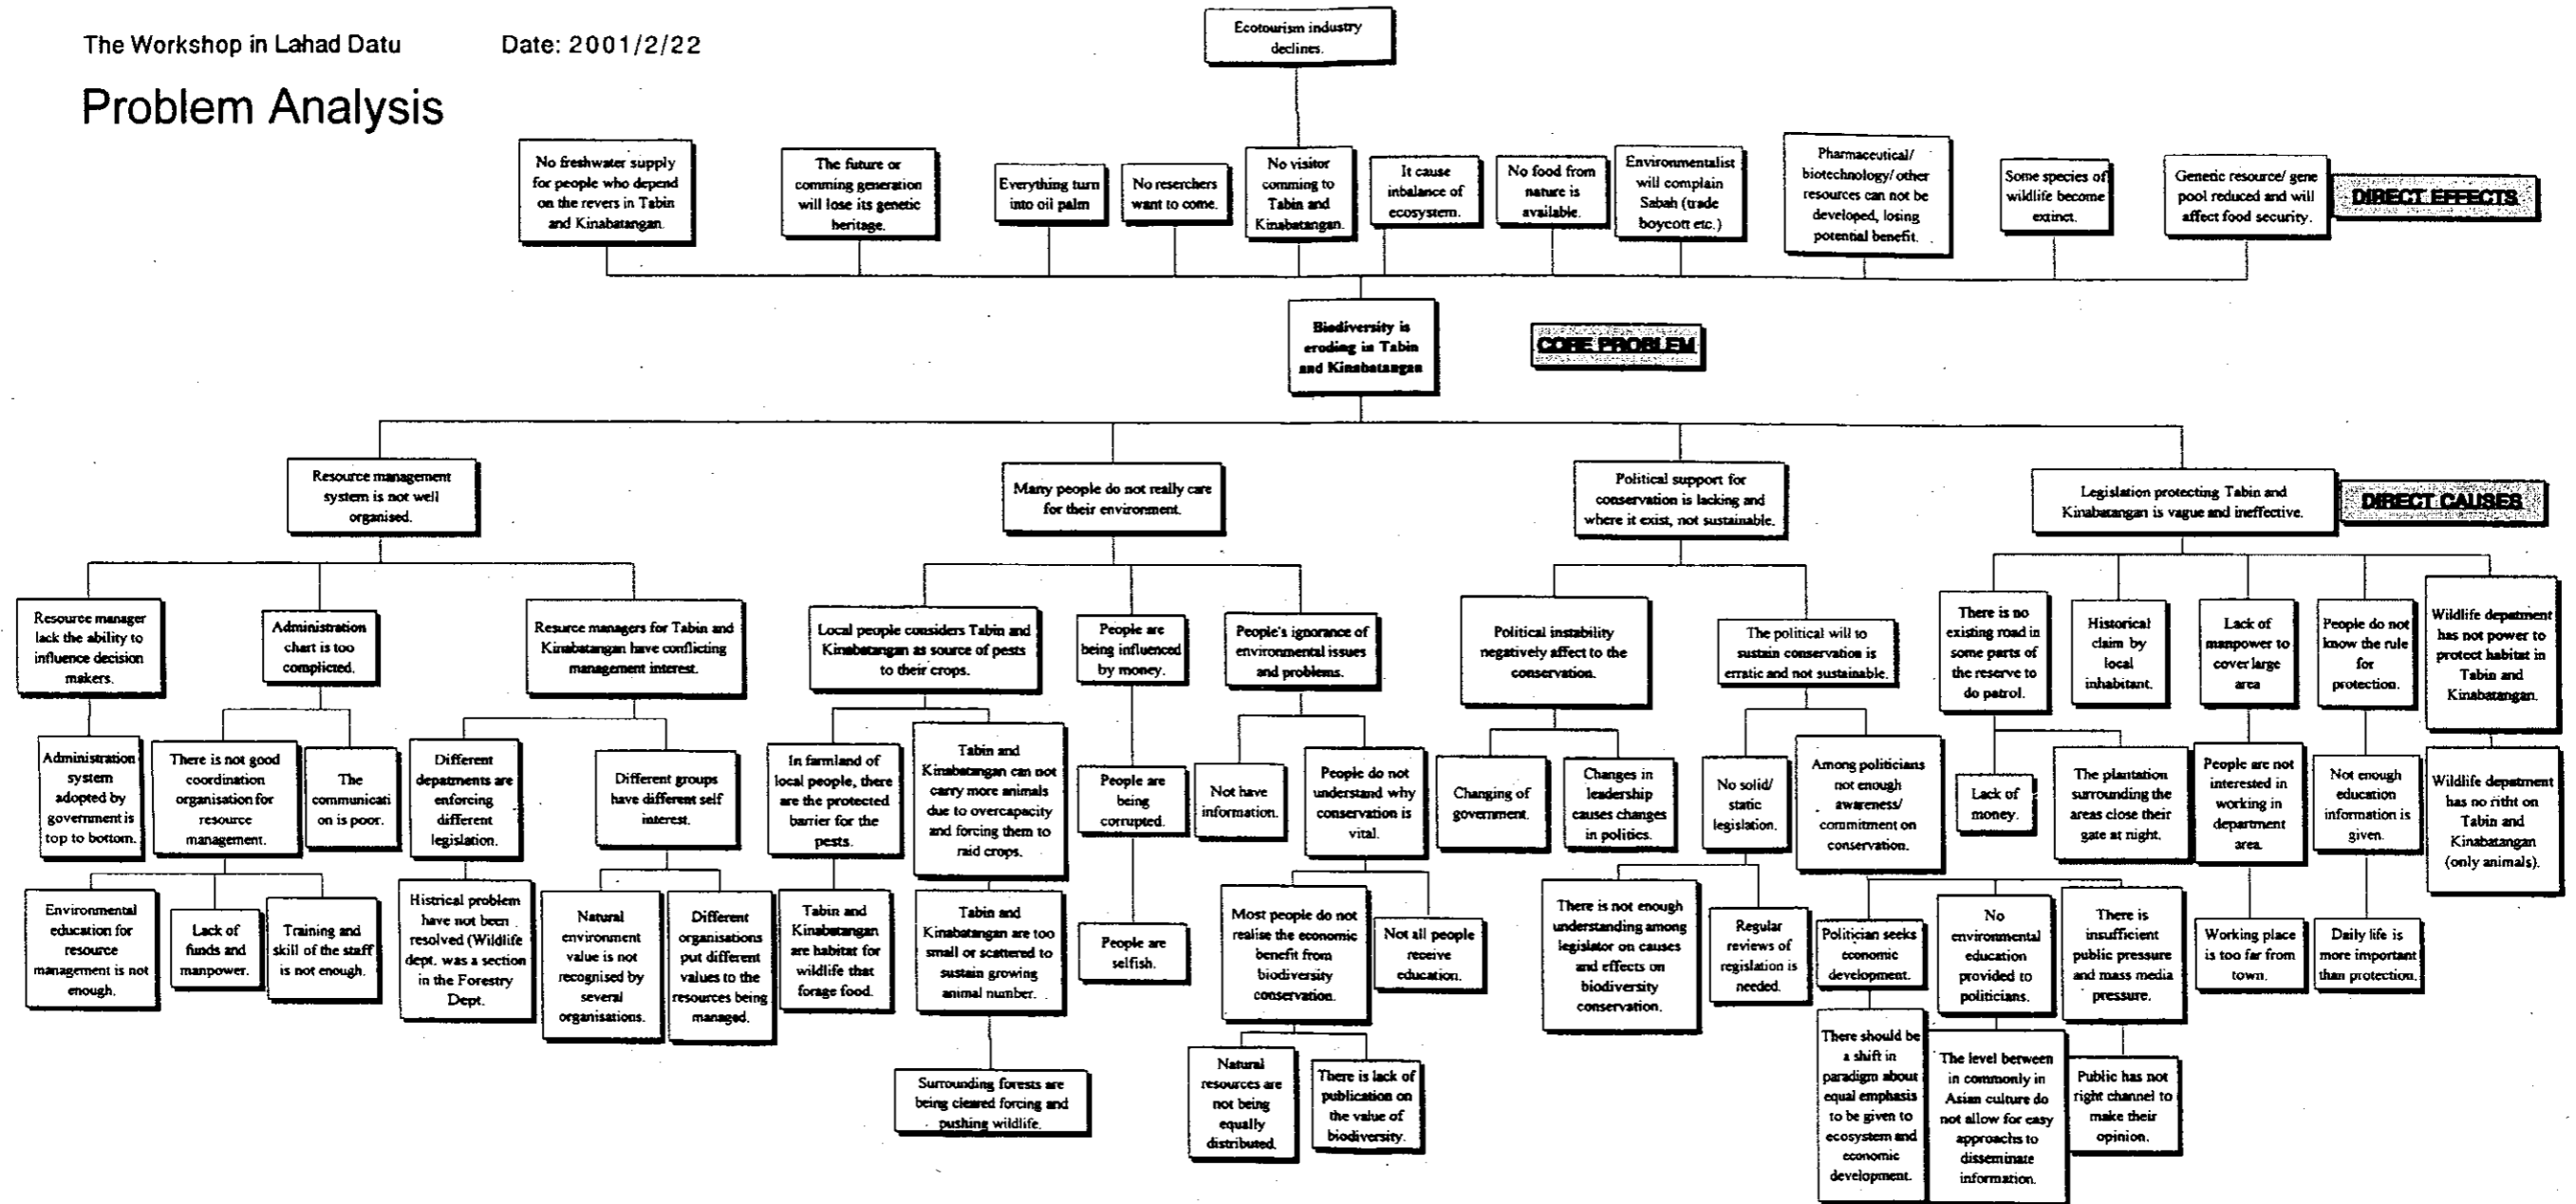 The Workshop in Lahad Datu
Date: 2001/2/22
Problem Analysis
Ecotourism industry
declines.
No freshwater supply
for people who depend
on the revers in Tabin
and Kinabatangan.
The future or
comming generation
will lose its genetic
heritage.
Everything turn
into oil palm
No reserchers
want to come.
No visitor
comming to
Tabin and
Kinabatangan.
It cause
inbalance of
ecosystem.
No food from
nature is
available.
Environmentalist
will complain
Sabah (trade
boycott etc.)
Pharmaceutical/
biotechnology/other
resources can not be
developed, losing
potential benefit.
Some species of
wildlife become
extinct.
Genetic resource/ gene
pool reduced and will
affect food security.
DIRECT EFFECTS
Biodiversity is
eroding in Tabin
and Kinabatangan
CORE PROBLEM
Resource management
system is not well
organised.
Many people do not really care
for their environment.
Political support for
conservation is lacking and
where it exist, not sustainable.
Legislation protecting Tabin and
Kinabatangan is vague and ineffective.
DIRECT CAUSES
Resource manager
lack the ability to
influence decision
makers.
Administration
chart is too
complicted.
Resurce managers for Tabin and
Kinabatangan have conflicting
management interest.
Local people considers Tabin and
Kinabatangan as source of pests
to their crops.
People are
being influenced
by money.
People's ignorance of
environmental issues
and problems.
Political instability
negatively affect to the
conservation.
The political will to
sustain conservation is
erratic and not sustainable.
There is no
existing road in
some parts of
the reserve to
do patrol.
Historical
claim by
local
inhabitant.
Lack of
manpower to
cover large
area
People do not
know the rule
for
protection.
Wildlife depatment
has not power to
protect habitat in
Tabin and
Kinabatangan.
Administration
system
adopted by
government is
top to bottom.
There is not good
coordination
organisation for
resource
management.
The
communicati
on is poor.
Different
depatments are
enforcing
different
legislation.
Different groups
have different self
interest.
In farmland of
local people, there
are the protected
barrier for the
pests.
Tabin and
Kinabatangan can not
carry more animals
due to overcapacity
and forcing them to
raid crops.
People are
being
corrupted.
Not have
information.
People do not
understand why
conservation is
vital.
Changing of
government.
Changes in
leadership
causes changes
in politics.
No solid/
static
legislation.
Among politicians
not enough
awareness/
commitment on
conservation.
Lack of
money.
The plantation
surrounding the
areas close their
gate at night.
People are not
interested in
working in
department
area.
Not enough
education
information is
given.
Wildlife depatment
has no ritht on
Tabin and
Kinabatangan
(only animals).
Environmental
education for
resource
management is not
enough.
Lack of
funds and
manpower.
Training and
skill of the staff
is not enough.
Histrical problem
have not been
resolved (Wildlife
dept. was a section
in the Forestry
Dept.
Natural
environment
value is not
recognised by
several
organisations.
Different
organisations
put different
values to the
resources being
managed.
Tabin and
Kinabatangan
are habitat for
wildlife that
forage food.
Tabin and
Kinabatangan are too
small or scattered to
sustain growing
animal number.
People are
selfish.
Most people do not
realise the economic
benefit from
biodiversity
conservation.
Not all people
receive
education.
There is not enough
understanding among
legislator on causes
and effects on
biodiversity
conservation.
Regular
reviews of
regislation is
needed.
Politician seeks
economic
development.
No
environmental
education
provided to
politicians.
There is
insufficient
public pressure
and mass media
pressure.
Working place
is too far from
town.
Daily life is
more important
than protection.
Surrounding forests are
being cleared forcing and
pushing wildlife.
Natural
resources are
not being
equally
distributed.
There is lack of
publication on
the value of
biodiversity.
There should be
a shift in
paradigm about
equal emphasis
to be given to
ecosystem and
economic
development.
The level between
in commonly in
Asian culture do
not allow for easy
approachs to
disseminate
information.
Public has not
right channel to
make their
opinion.